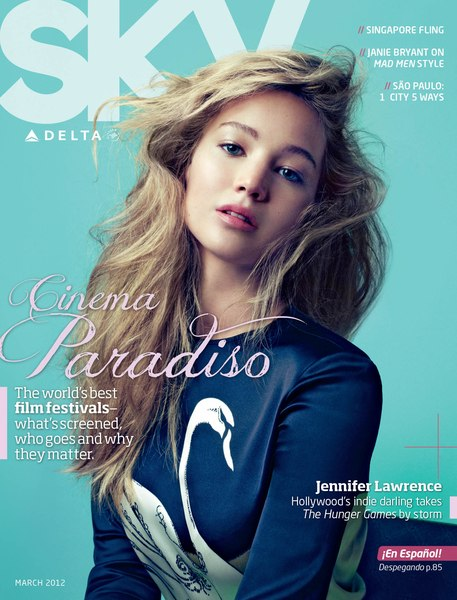 SKY
DELTA
// SINGAPORE FLING
// JANIE BRYANT ON
MAD MEN STYLE
// SÃO PAULO:
1 CITY 5 WAYS
Cinema
Paradiso
The world's best
film festivals–
what's screened,
who goes and why
they matter.
Jennifer Lawrence
Hollywood's indie darling takes
The Hunger Games by storm
¡En Español!
Despegando p.85
MARCH 2012